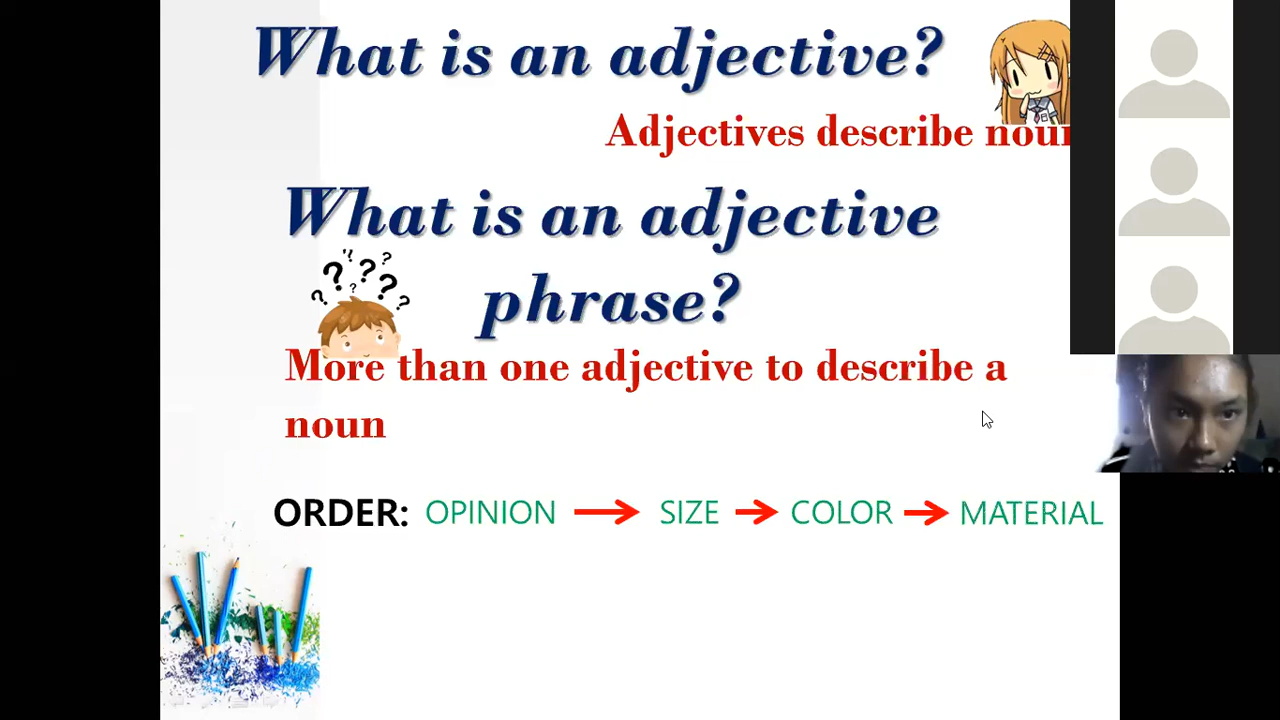 What is an adjective?
Adjectives describe
What is an adjective
phrase?
More than one adjective to describe a
noun
ORDER: OPINION → SIZE → COLOR → MATERIAL